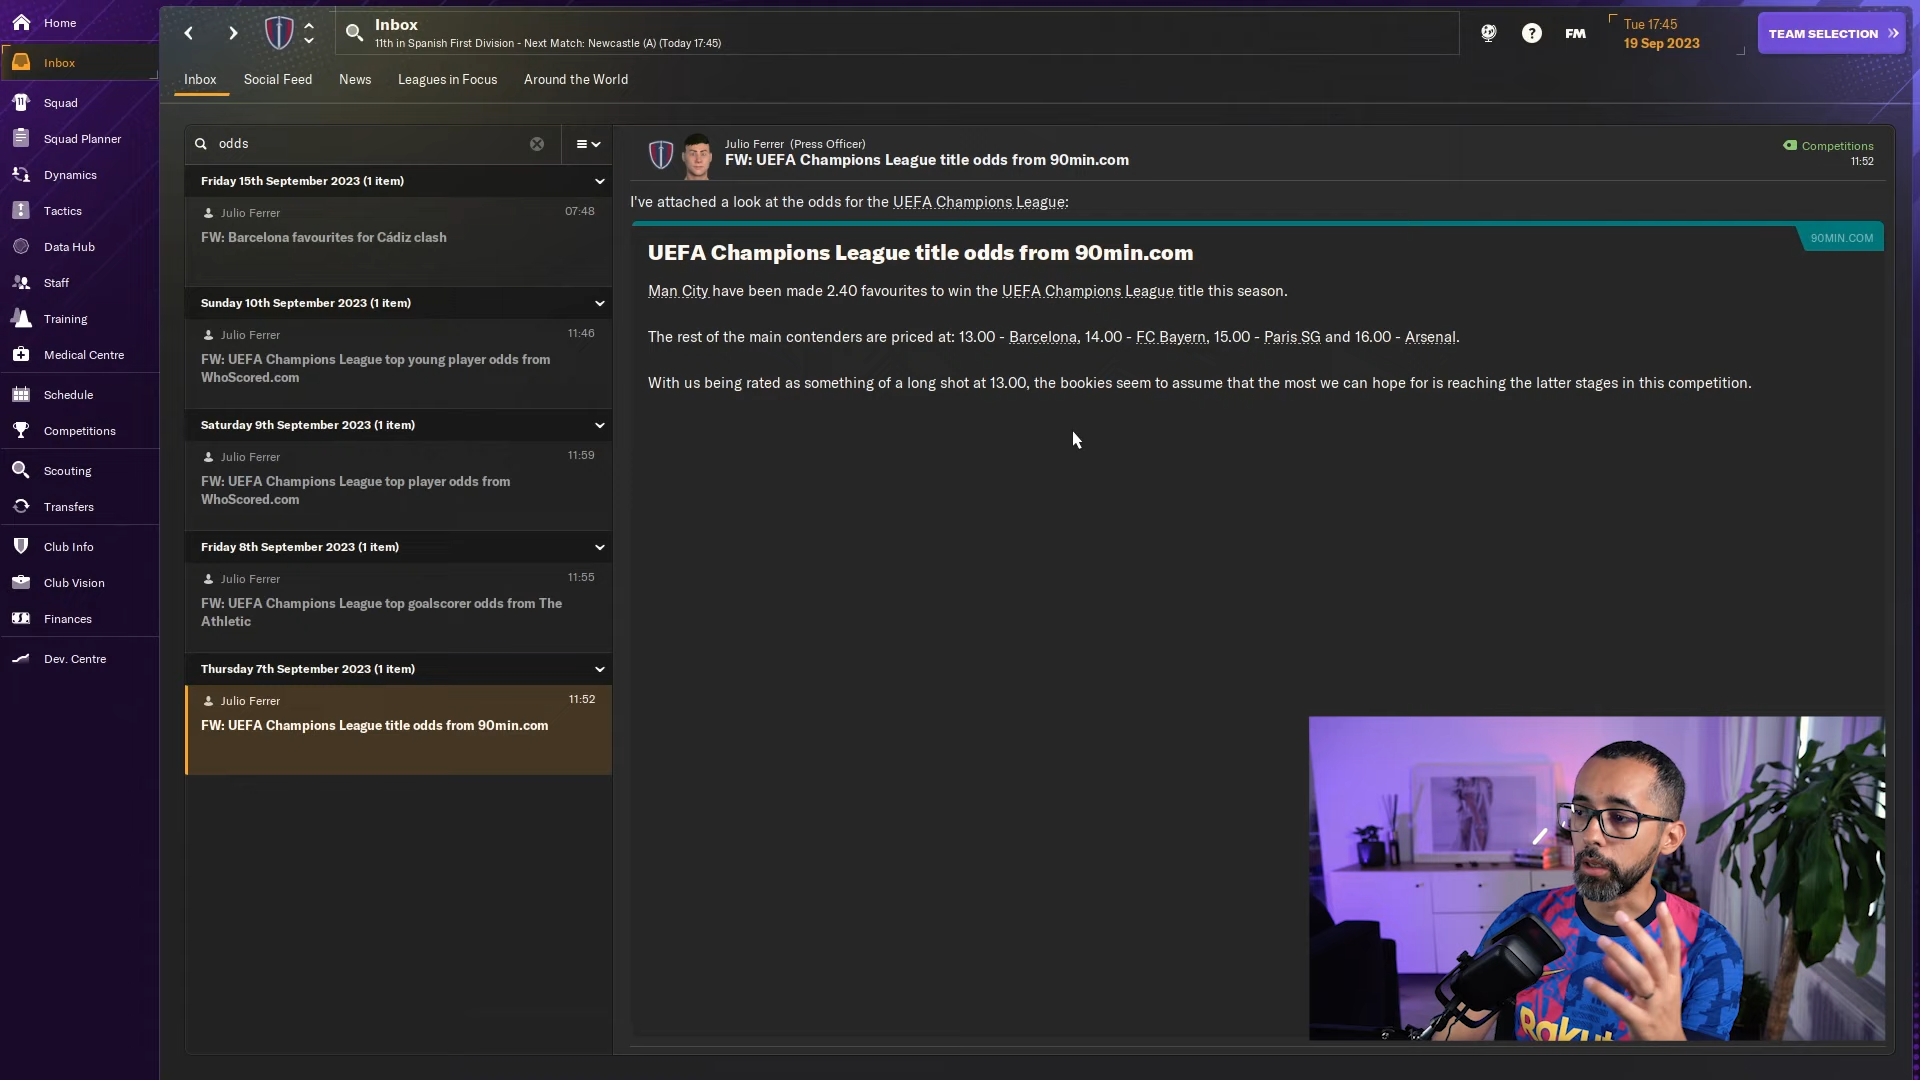 Home
Inbox
Squad
Squad Planner
Dynamics
Tactics
Data Hub
Staff
Training
Medical Centre
Schedule
Competitions
Scouting
Transfers
Club Info
Club Vision
Finances
Dev. Centre
Inbox
11th in Spanish First Division - Next Match: Newcastle (A) (Today 17:45)
FM
Tue 17:45
19 Sep 2023
TEAM SELECTION
Inbox Social Feed News Leagues in Focus Around the World
odds
Friday 15th September 2023 (1 item)
Julio Ferrer 07:48
FW: Barcelona favourites for Cádiz clash
Sunday 10th September 2023 (1 item)
Julio Ferrer 11:46
FW: UEFA Champions League top young player odds from
WhoScored.com
Saturday 9th September 2023 (1 item)
Julio Ferrer 11:59
FW: UEFA Champions League top player odds from
WhoScored.com
Friday 8th September 2023 (1 item)
Julio Ferrer 11:55
FW: UEFA Champions League top goalscorer odds from The
Athletic
Thursday 7th September 2023 (1 item)
Julio Ferrer 11:52
FW: UEFA Champions League title odds from 90min.com
Julio Ferrer (Press Officer)
FW: UEFA Champions League title odds from 90min.com
Competitions
11:52
I've attached a look at the odds for the UEFA Champions League:
90MIN.COM
UEFA Champions League title odds from 90min.com
Man City have been made 2.40 favourites to win the UEFA Champions League title this season.
The rest of the main contenders are priced at: 13.00 - Barcelona, 14.00 - FC Bayern, 15.00 - Paris SG and 16.00 - Arsenal.
With us being rated as something of a long shot at 13.00, the bookies seem to assume that the most we can hope for is reaching the latter stages in this competition.